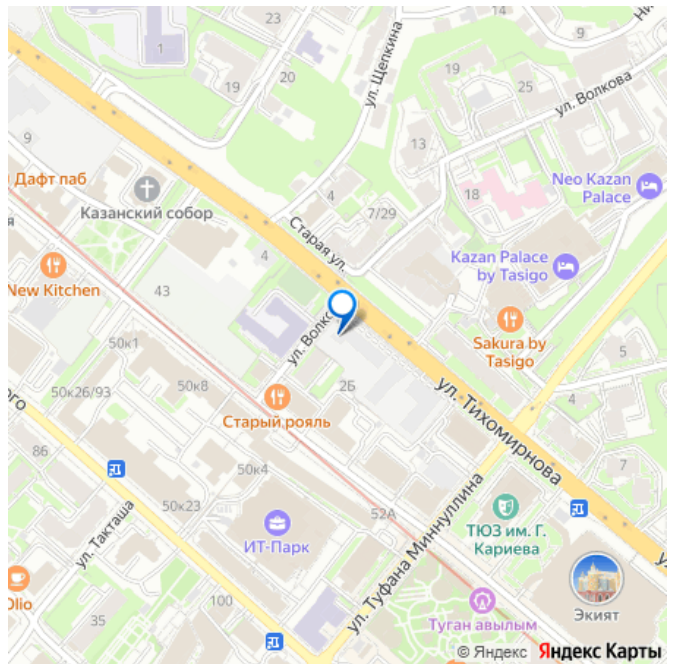 23
9
1
20
19
19
25
ул. Щепкина
ул. Волкова
13
9
Дафт паб
Казанский собор
я
4
7/29
18
Neo Kazan
Palace
Старая ул.
4
Kazan Palace
by Tasigo
43
New Kitchen
ул. Волко
Sakura by
Tasigo
5
50к1
50к26/93
50к8
2Б
Старый рояль
4
ого
ул. Тихомирнова
86
50к4
7
50к23
52А
ул. Такташа
ИТ-Парк
ул. Туфана Миннуллина
ТЮЗ им. Г.
Кариева
Olio
35
100
Экият
Туган авылым
© Яндекс Яндекс Карты